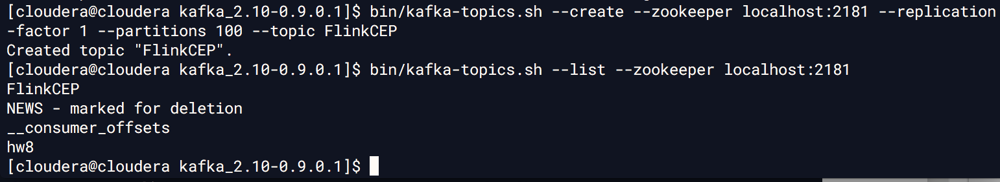 [cloudera@cloudera kafka_2.10-0.9.0.1]$ bin/kafka-topics.sh --create --zookeeper localhost:2181 --replication
-factor 1 --partitions 100 --topic FlinkCEP
Created topic "FlinkCEP".
[cloudera@cloudera kafka_2.10-0.9.0.1]$ bin/kafka-topics.sh --list --zookeeper localhost:2181
FlinkCEP
NEWS - marked for deletion
__consumer_offsets
hw8
[cloudera@cloudera kafka_2.10-0.9.0.1]$